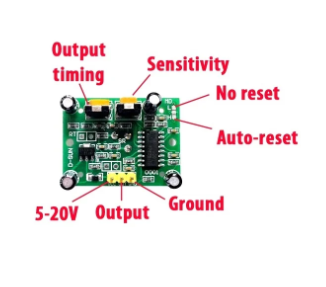 Output
timing
Sensitivity
No reset
Auto-reset
5-20V
Output
Ground